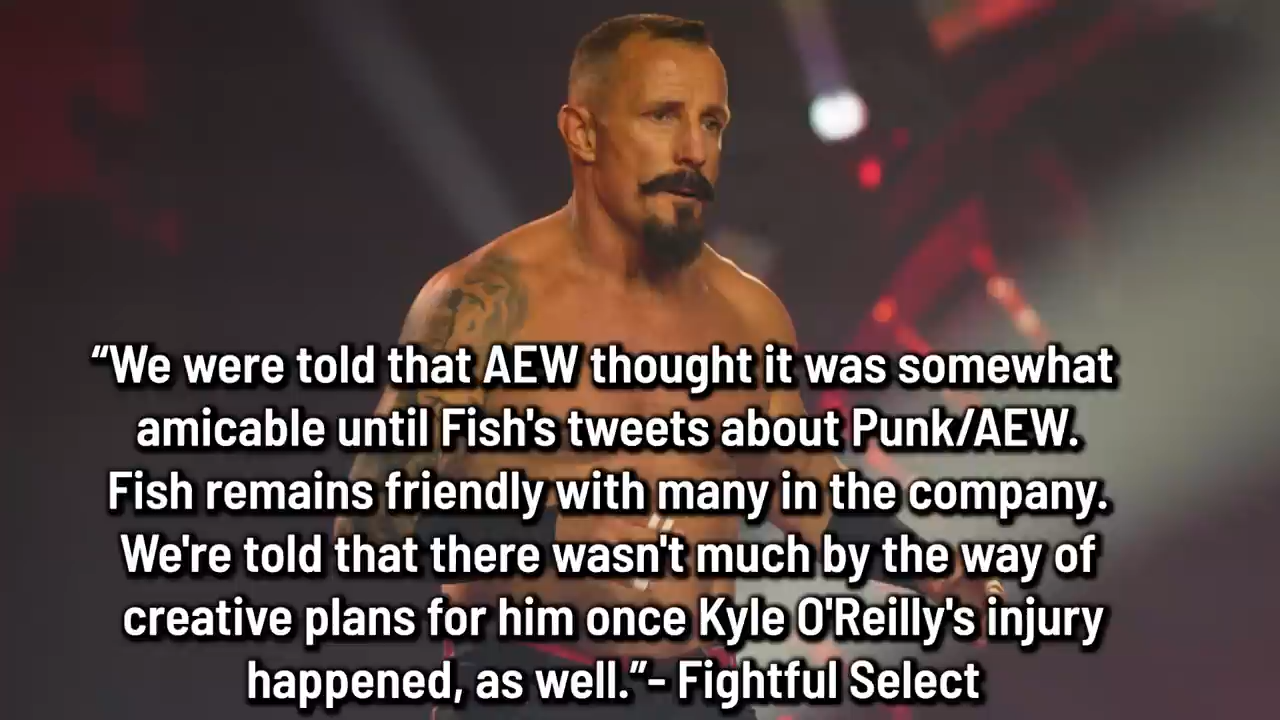 “We were told that AEW thought it was somewhat
amicable until Fish's tweets about Punk/AEW.
Fish remains friendly with many in the company.
We're told that there wasn't much by the way of
creative plans for him once Kyle O'Reilly's injury
happened, as well.”- Fightful Select